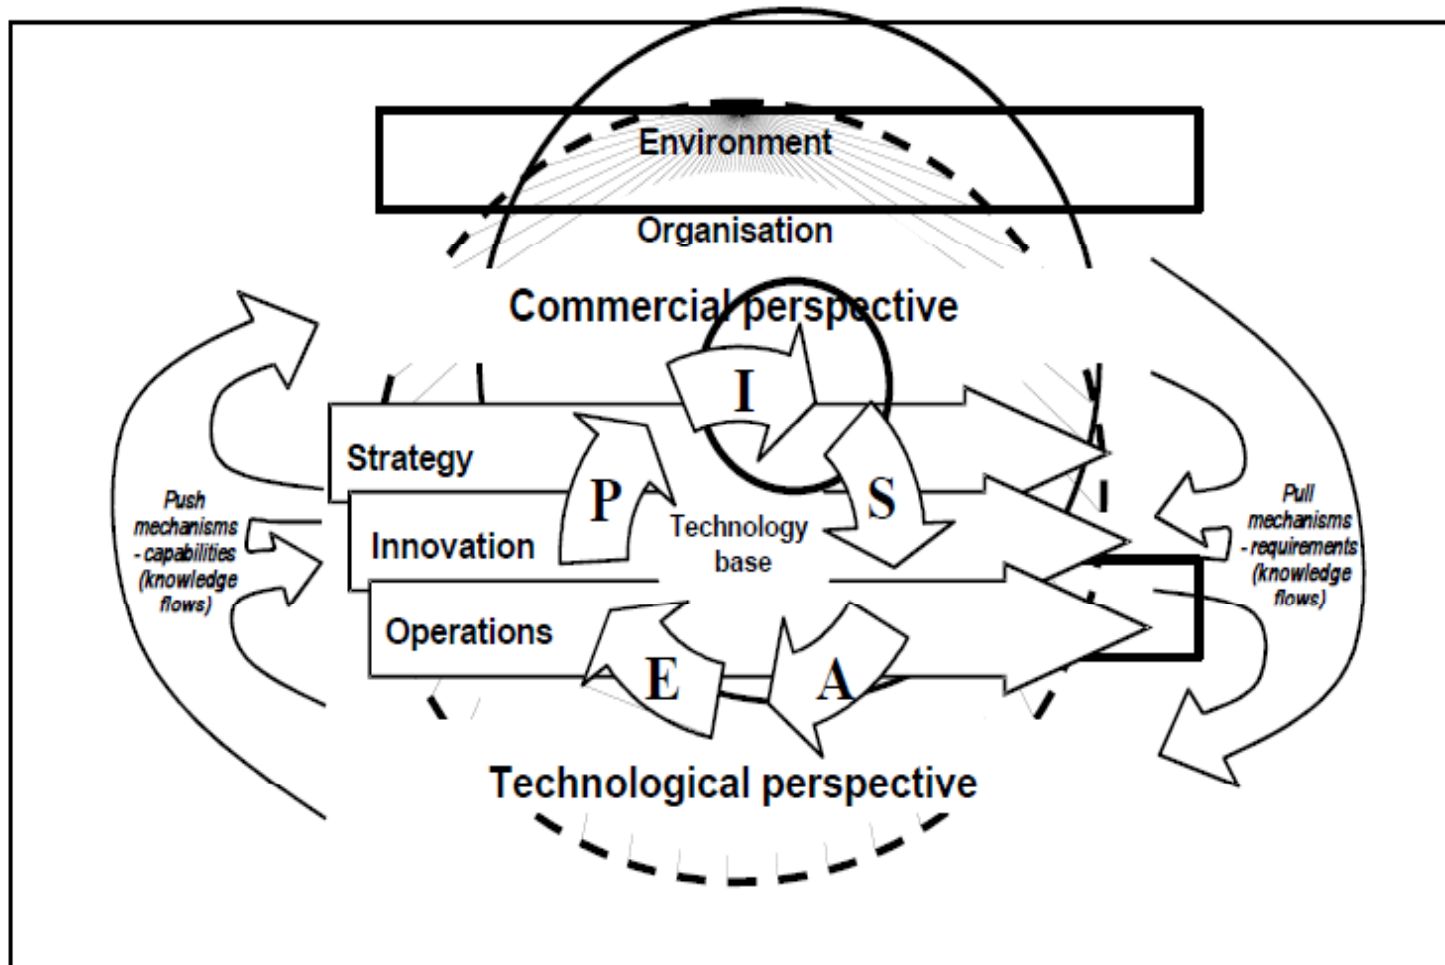 Environment
Organisation
Commercial perspective
I
Strategy
P
S
Push
mechanisms
- capabilities
(knowledge
flows)
Innovation
Technology
base
Pull
mechanisms
- requirements
(knowledge
flows)
Operations
E
A
Technological perspective